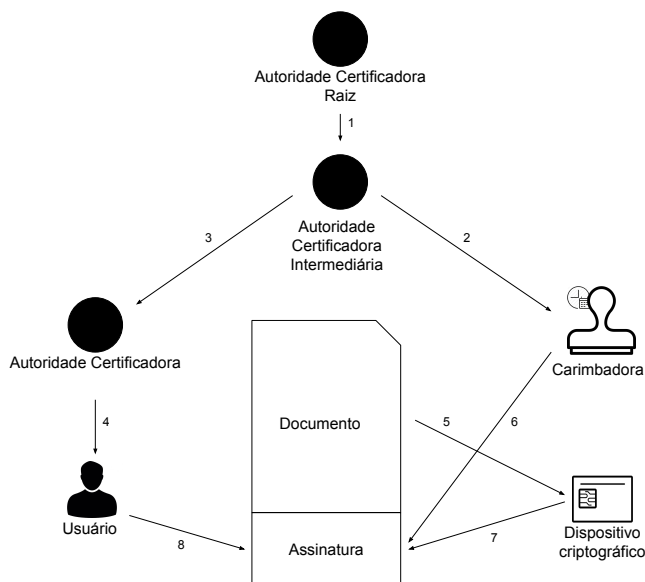 Autoridade Certificadora
Raiz
1
Autoridade
Certificadora
Intermediária
3
2
Autoridade Certificadora
Carimbadora
4
Documento
5
6
Usuário
8
Assinatura
7
Dispositivo
criptográfico